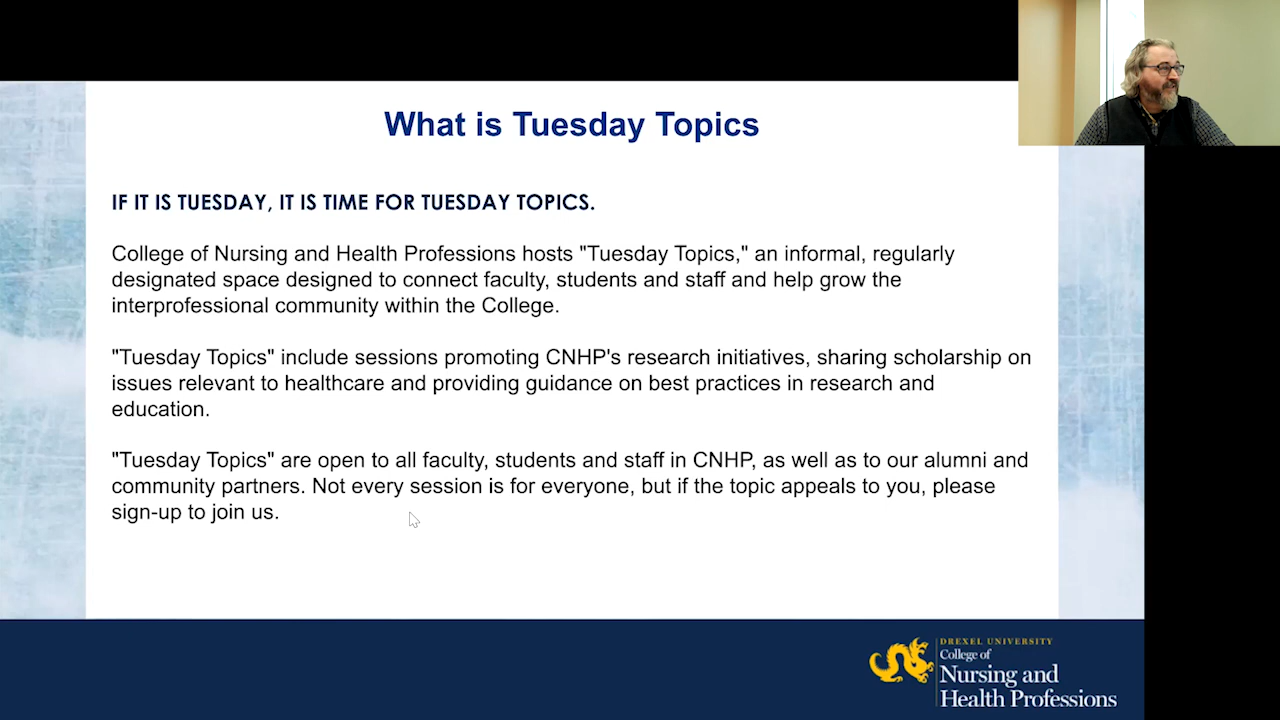 What is Tuesday Topics
IF IT IS TUESDAY, IT IS TIME FOR TUESDAY TOPICS.
College of Nursing and Health Professions hosts "Tuesday Topics," an informal, regularly
designated space designed to connect faculty, students and staff and help grow the
interprofessional community within the College.
"Tuesday Topics" include sessions promoting CNHP's research initiatives, sharing scholarship on
issues relevant to healthcare and providing guidance on best practices in research and
education.
"Tuesday Topics" are open to all faculty, students and staff in CNHP, as well as to our alumni and
community partners. Not every session is for everyone, but if the topic appeals to you, please
sign-up to join us.
DREXEL UNIVERSITY
College of
Nursing and
Health Professions